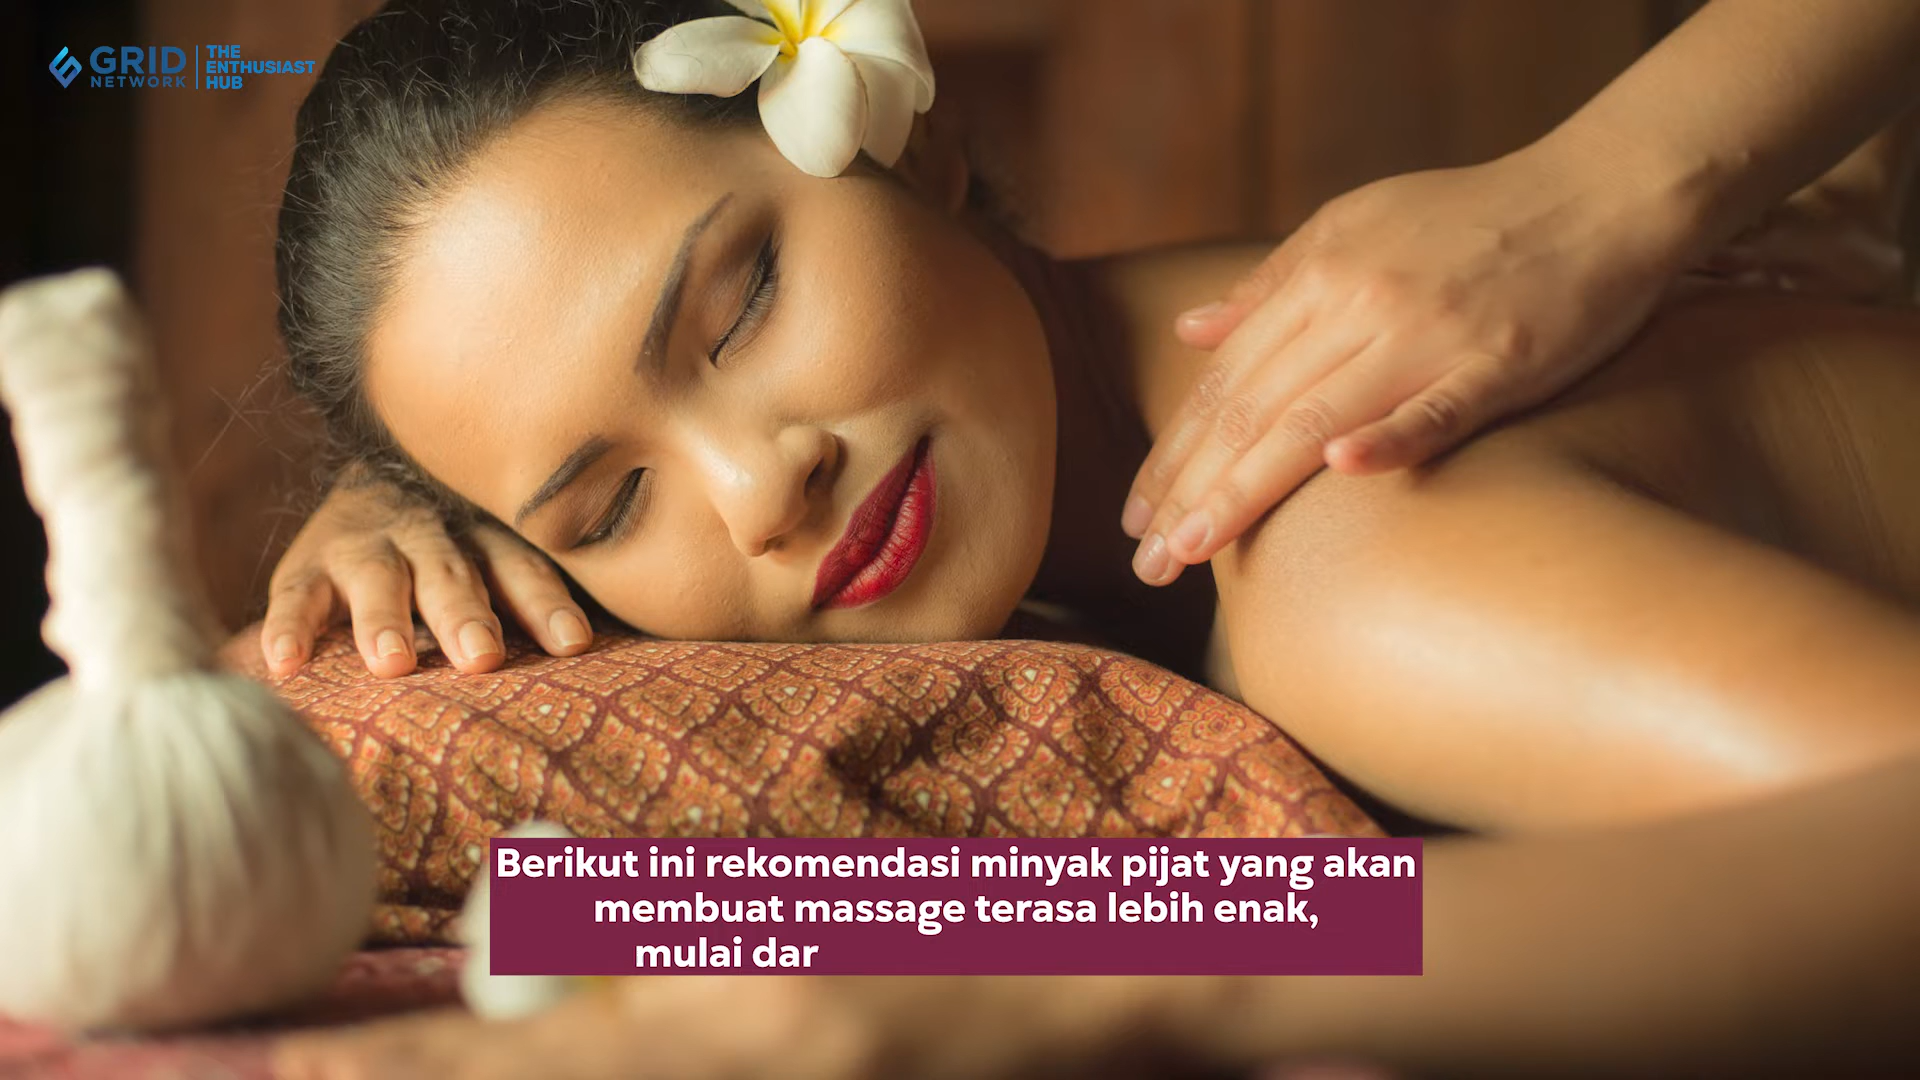 GRID
NETWORK
THE
ENTHUSIAST
HUB
Berikut ini rekomendasi minyak pijat yang akan
membuat massage terasa lebih enak,
mulai dar